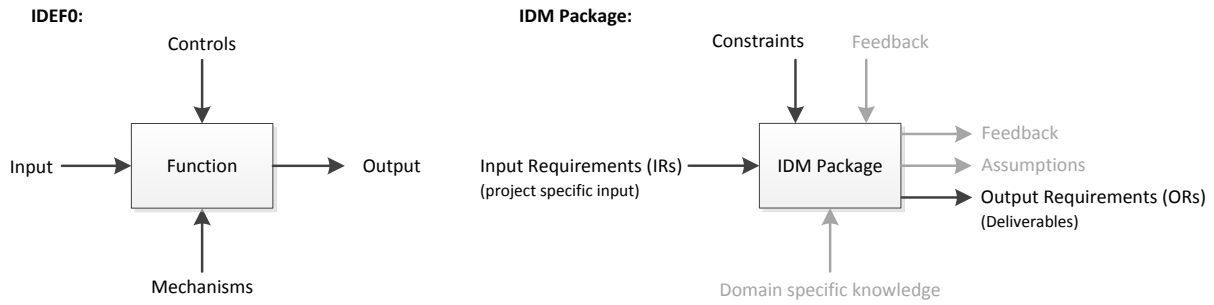 IDEF0:
Controls
Input
Function
Output
Mechanisms
IDM Package:
Constraints
Feedback
Input Requirements (IRs)
(project specific input)
IDM Package
Feedback
Assumptions
Output Requirements (ORs)
(Deliverables)
Domain specific knowledge